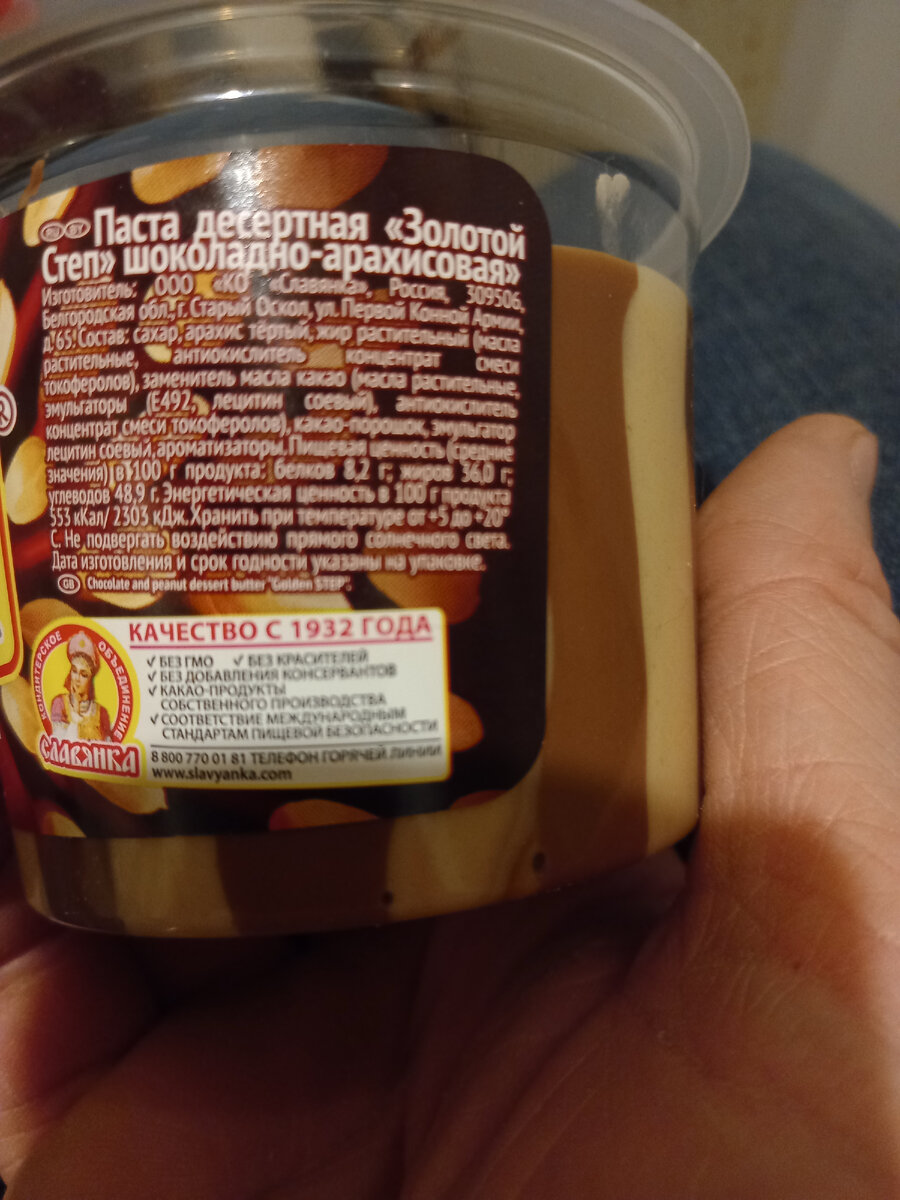 RU BY Паста десертная «Золотой
Степ» шоколадно-арахисовая»
Изготовитель: ООО «КО «Славянка», Россия, 309506,
Белгородская обл., г. Старый Оскол, ул. Первой Конной Армии,
д. 65. Состав: сахар, арахис тёртый, жир растительный (масла
растительные, антиокислитель концентрат смеси
токоферолов), заменитель масла какао (масла растительные,
эмульгаторы (Е492, лецитин соевый), антиокислитель
концентрат смеси токоферолов), какао-порошок, эмульгатор
лецитин соевый, ароматизаторы. Пищевая ценность (средние
значения) в 100 г продукта: белков 8,2 г; жиров 36,0 г;
углеводов 48,9 г. Энергетическая ценность в 100 г продукта
553 кКал/ 2303 кДж. Хранить при температуре от +5 до +20°
С. Не подвергать воздействию прямого солнечного света.
Дата изготовления и срок годности указаны на упаковке.
GB Chocolate and peanut dessert butter "Golden STEP".
КАЧЕСТВО С 1932 ГОДА
✓ БЕЗ ГМО ✓ БЕЗ КРАСИТЕЛЕЙ
✓ БЕЗ ДОБАВЛЕНИЯ КОНСЕРВАНТОВ
✓ КАКАО-ПРОДУКТЫ
СОБСТВЕННОГО ПРОИЗВОДСТВА
✓ СООТВЕТСТВИЕ МЕЖДУНАРОДНЫМ
СТАНДАРТАМ ПИЩЕВОЙ БЕЗОПАСНОСТИ
8 800 770 01 81 ТЕЛЕФОН ГОРЯЧЕЙ ЛИНИИ
www.slavyanka.com
КОНДИТЕРСКОЕ ОБЪЕДИНЕНИЕ
СЛАВЯНКА
®